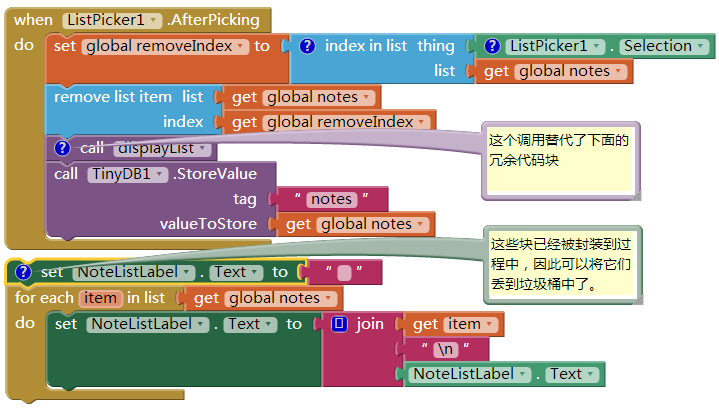 when ListPicker1 .AfterPicking
do set global removeIndex to ? index in list thing ? ListPicker1 . Selection
list get global notes
remove list item list get global notes
index get global removeIndex
? call displayList
call TinyDB1 .StoreValue
tag " notes "
valueToStore get global notes
这个调用替代了下面的
冗余代码块
? set NoteListLabel . Text to " "
for each item in list get global notes
do set NoteListLabel . Text to join get item
" \n "
NoteListLabel . Text
这些块已经被封装到过
程中，因此可以将它们
丢到垃圾桶中了。